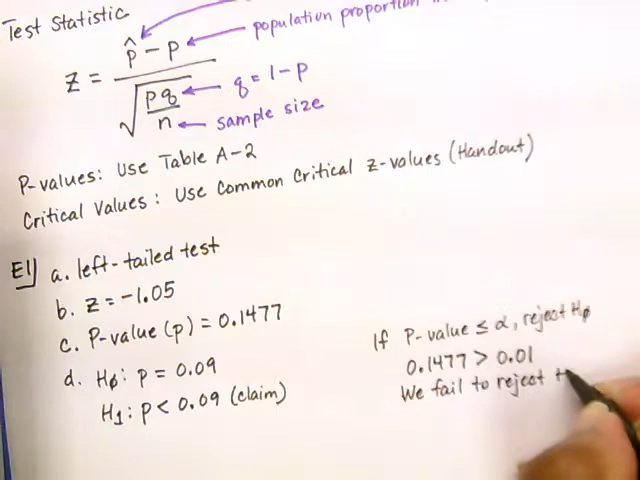 Test Statistic
population proportion
z = p̂ - p / √(pq/n)
q = 1 - p
sample size
P-values: Use Table A-2
Critical Values: Use Common Critical z-values (Handout)
E1) a. left-tailed test
b. z = -1.05
c. P-value (p) = 0.1477
d. H0: p = 0.09
H1: p < 0.09 (claim)
If P-value ≤ α, reject H0
0.1477 > 0.01
We fail to reject